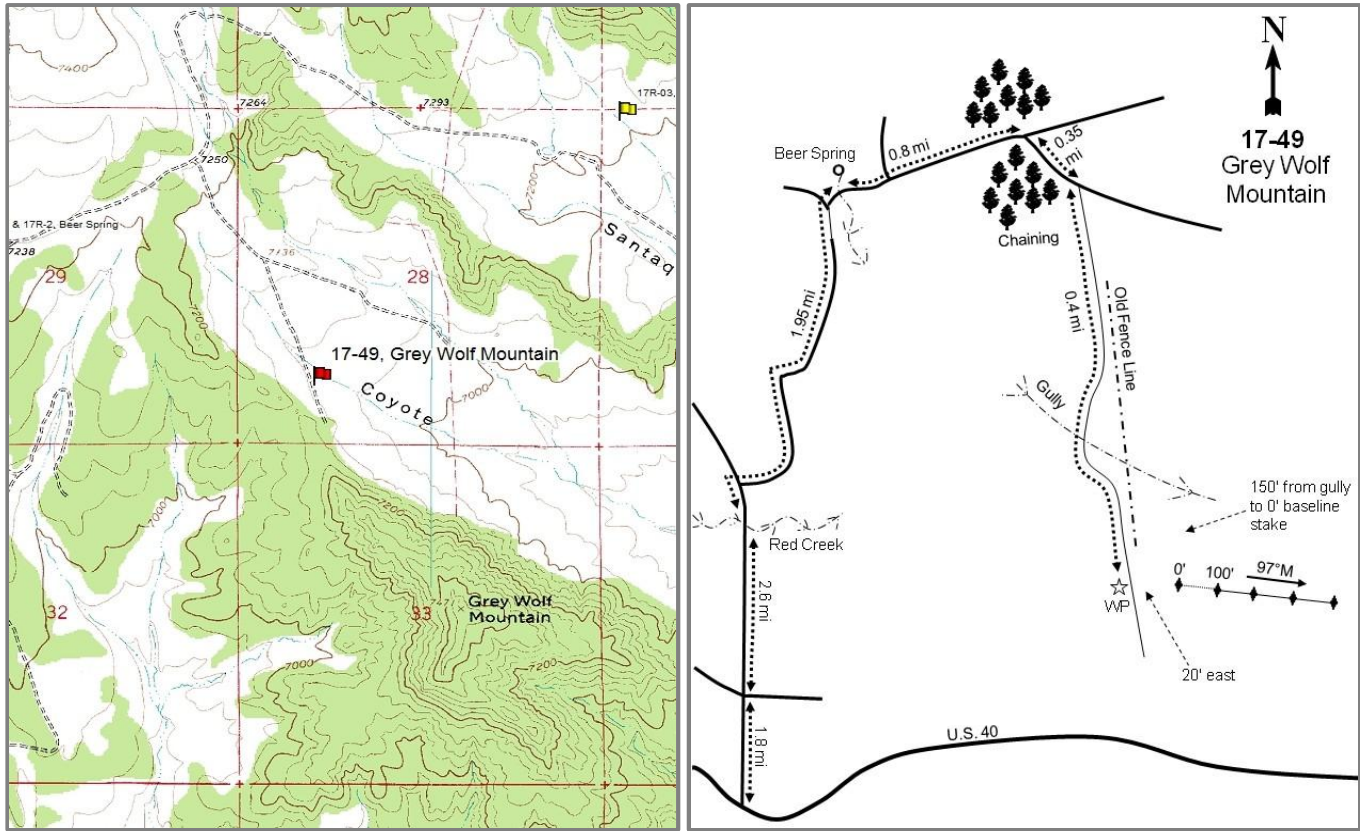 7400
7264
7293
17R-03,
7250
7200
& 17R-2, Beer Spring
7238
Santaq
7136
29
28
7200
17-49, Grey Wolf Mountain
Coyote
7000
7000
7200
32
33
Grey Wolf
Mountain
7000
7200
N
17-49
Grey Wolf
Mountain
Beer Spring
0.8 mi
0.35
mi
Chaining
1.95 mi
0.4 mi
Old Fence Line
Gully
150' from gully
to 0' baseline
stake
Red Creek
0'
100'
97°M
WP
2.6 mi
20' east
U.S. 40
1.8 mi